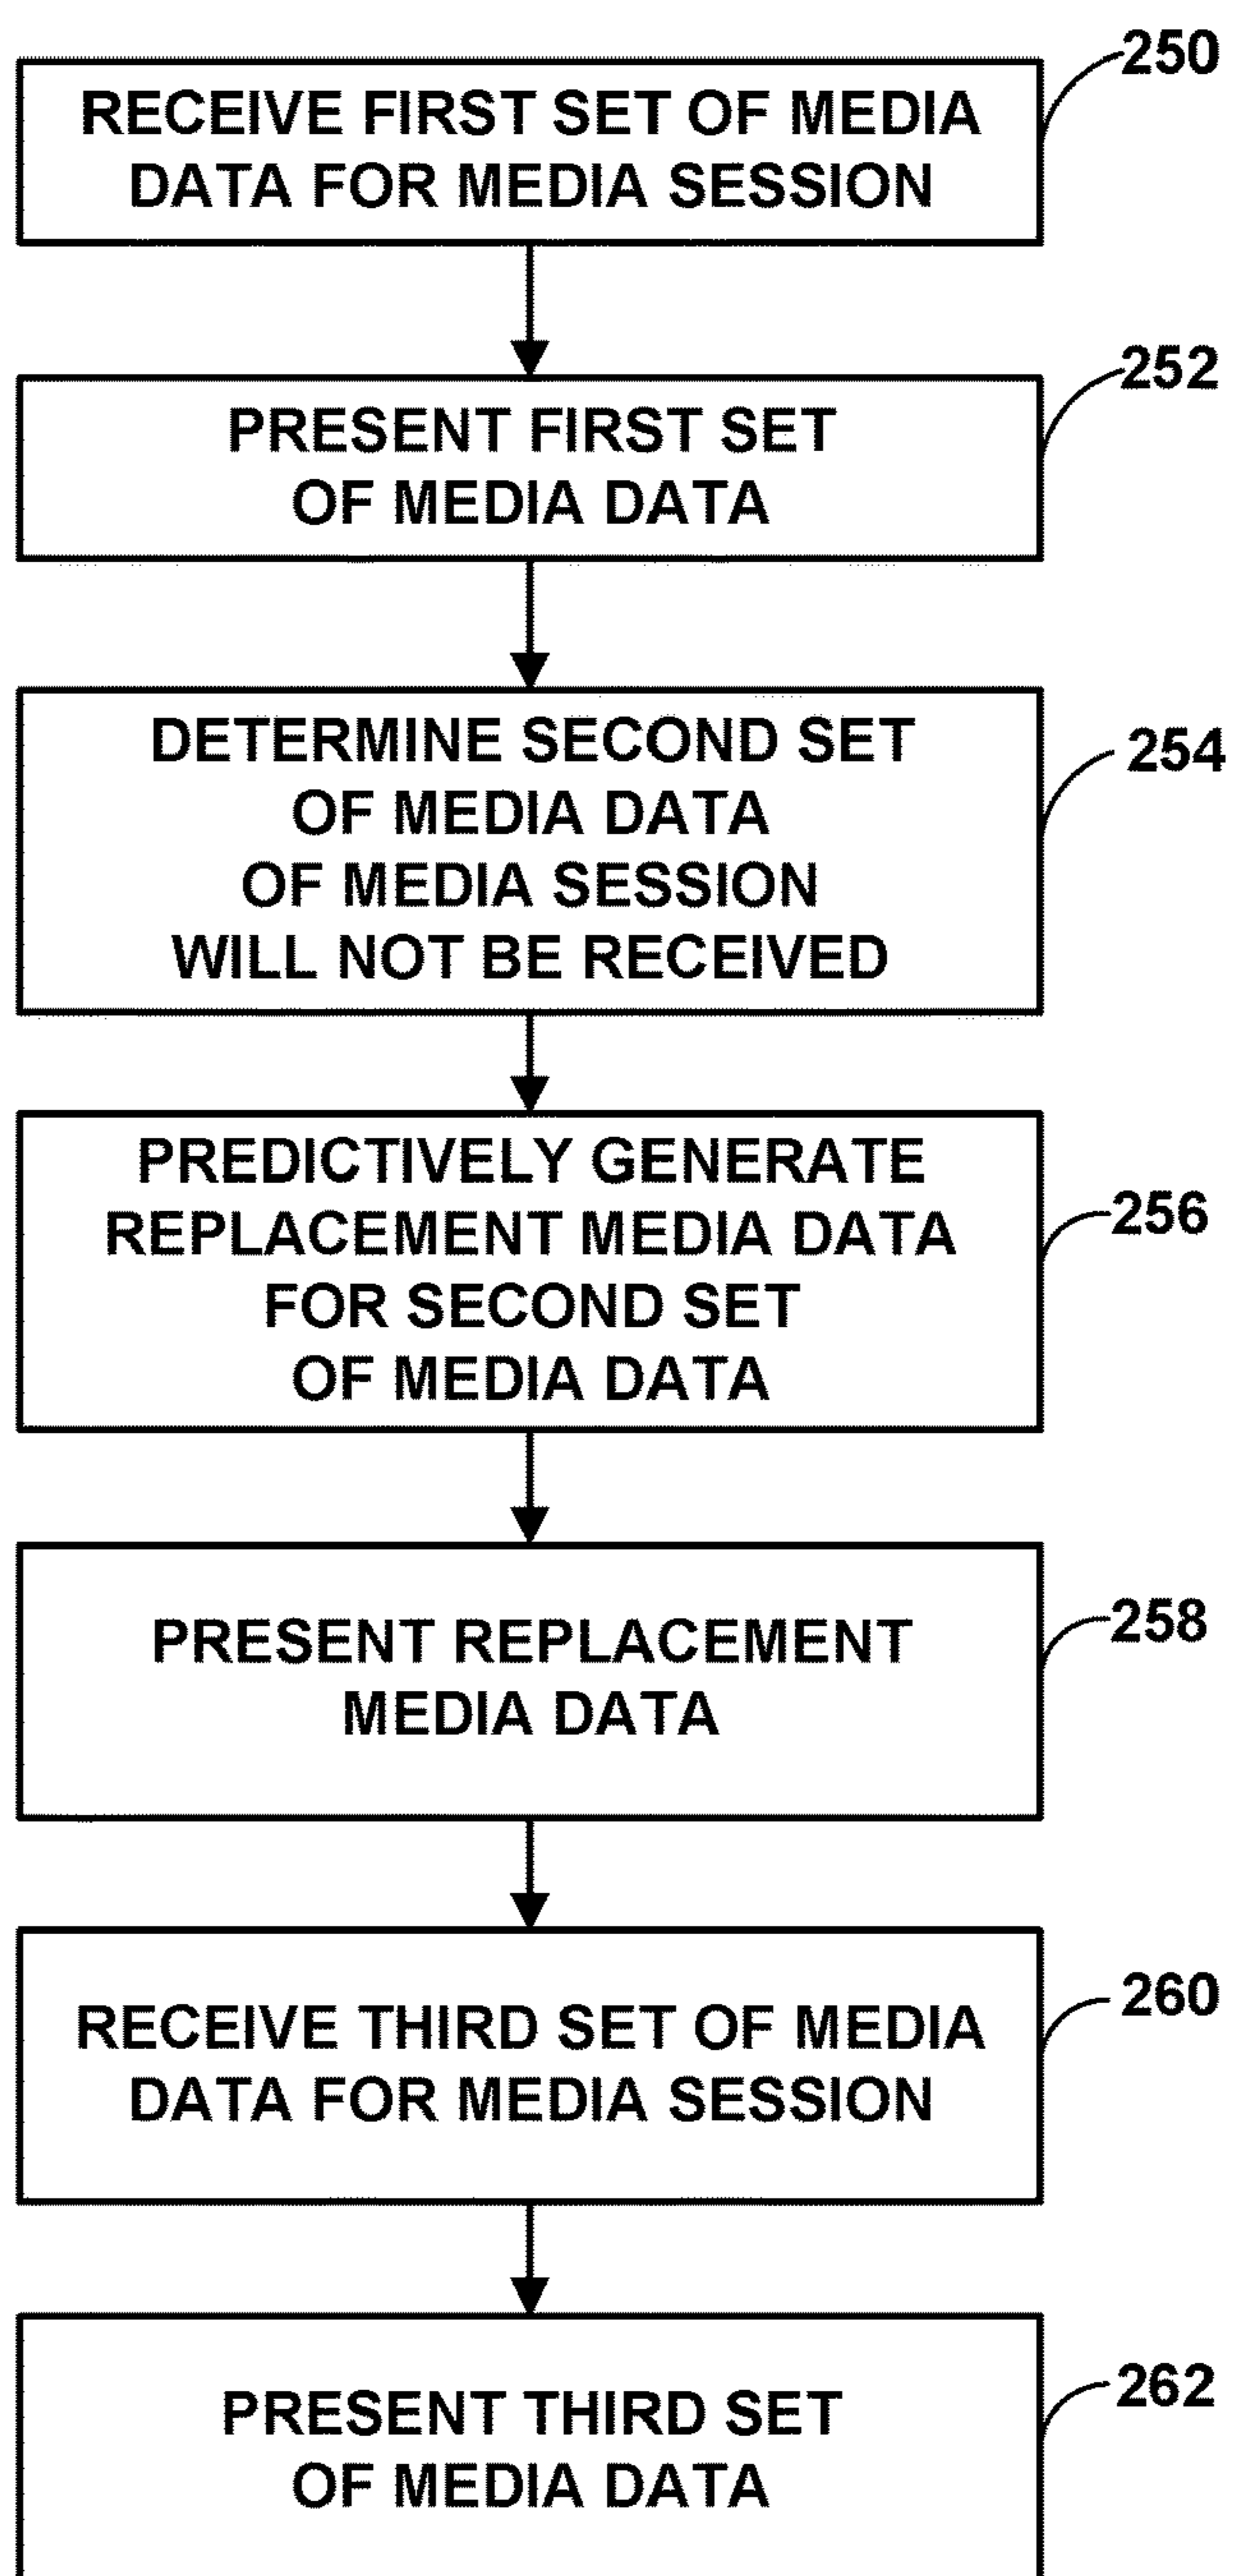 250
RECEIVE FIRST SET OF MEDIA
DATA FOR MEDIA SESSION
252
PRESENT FIRST SET
OF MEDIA DATA
254
DETERMINE SECOND SET
OF MEDIA DATA
OF MEDIA SESSION
WILL NOT BE RECEIVED
256
PREDICTIVELY GENERATE
REPLACEMENT MEDIA DATA
FOR SECOND SET
OF MEDIA DATA
258
PRESENT REPLACEMENT
MEDIA DATA
260
RECEIVE THIRD SET OF MEDIA
DATA FOR MEDIA SESSION
262
PRESENT THIRD SET
OF MEDIA DATA